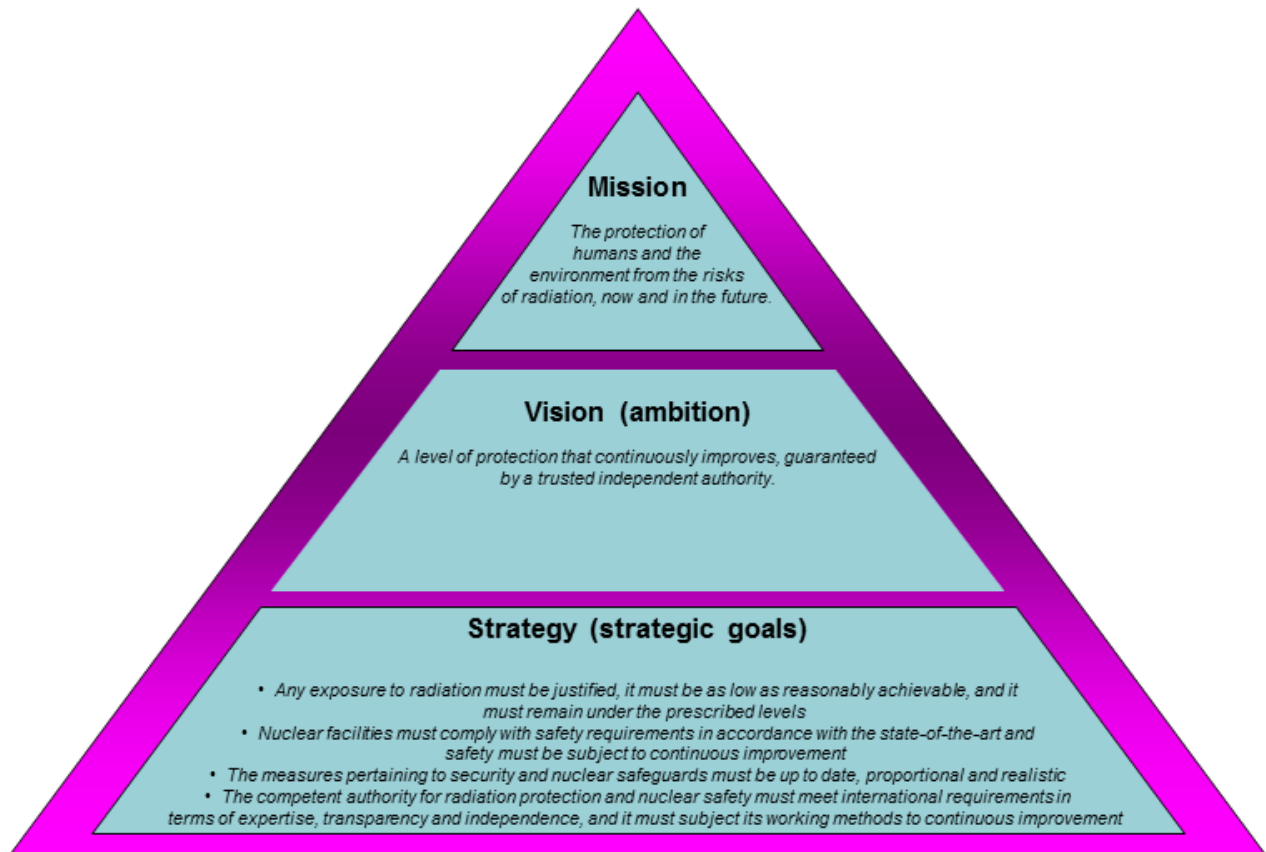 Mission
The protection of
humans and the
environment from the risks
of radiation, now and in the future.
Vision (ambition)
A level of protection that continuously improves, guaranteed
by a trusted independent authority.
Strategy (strategic goals)
• Any exposure to radiation must be justified, it must be as low as reasonably achievable, and it
must remain under the prescribed levels
• Nuclear facilities must comply with safety requirements in accordance with the state-of-the-art and
safety must be subject to continuous improvement
• The measures pertaining to security and nuclear safeguards must be up to date, proportional and realistic
• The competent authority for radiation protection and nuclear safety must meet international requirements in
terms of expertise, transparency and independence, and it must subject its working methods to continuous improvement